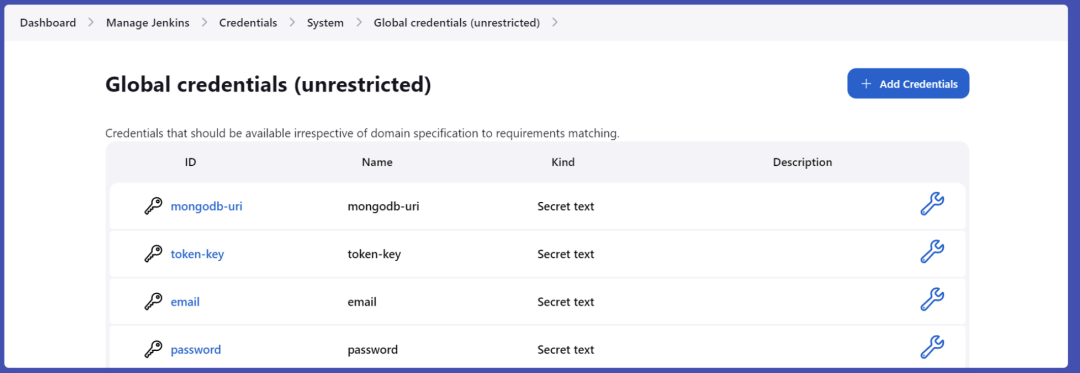 Dashboard > Manage Jenkins > Credentials > System > Global credentials (unrestricted) >
Global credentials (unrestricted)
+ Add Credentials
Credentials that should be available irrespective of domain specification to requirements matching.
ID Name Kind Description
mongodb-uri mongodb-uri Secret text
token-key token-key Secret text
email email Secret text
password password Secret text